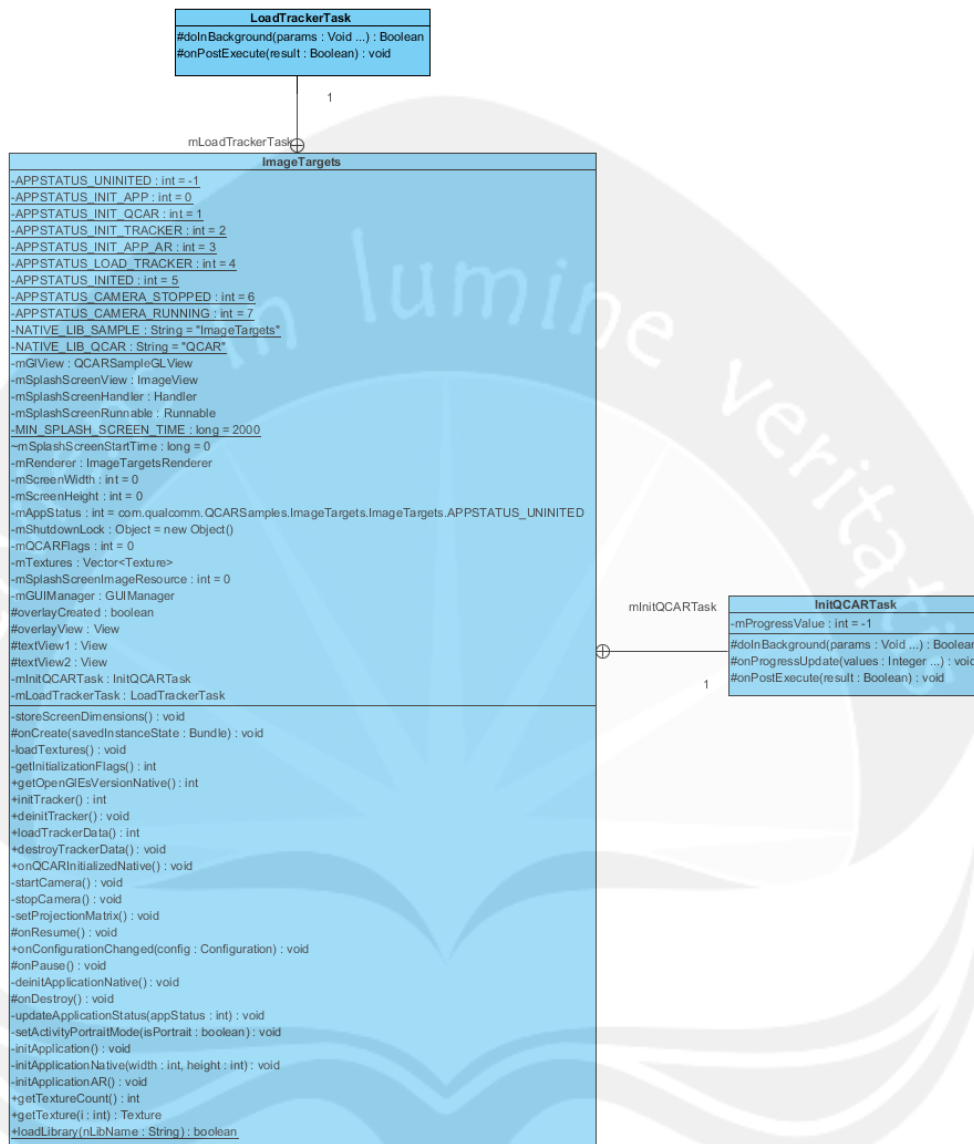 LoadTrackerTask
#doInBackground(params : Void ...) : Boolean
#onPostExecute(result : Boolean) : void
1
mLoadTrackerTask
ImageTargets
-APPSTATUS_UNINITED : int = -1
-APPSTATUS_INIT_APP : int = 0
-APPSTATUS_INIT_QCAR : int = 1
-APPSTATUS_INIT_TRACKER : int = 2
-APPSTATUS_INIT_APP_AR : int = 3
-APPSTATUS_LOAD_TRACKER : int = 4
-APPSTATUS_INITED : int = 5
-APPSTATUS_CAMERA_STOPPED : int = 6
-APPSTATUS_CAMERA_RUNNING : int = 7
-NATIVE_LIB_SAMPLE : String = "ImageTargets"
-NATIVE_LIB_QCAR : String = "QCAR"
-mGlView : QCARSampleGLView
-mSplashScreenView : ImageView
-mSplashScreenHandler : Handler
-mSplashScreenRunnable : Runnable
-MIN_SPLASH_SCREEN_TIME : long = 2000
~mSplashScreenStartTime : long = 0
-mRenderer : ImageTargetsRenderer
-mScreenWidth : int = 0
-mScreenHeight : int = 0
-mAppStatus : int = com.qualcomm.QCARSamples.ImageTargets.ImageTargets.APPSTATUS_UNINITED
-mShutdownLock : Object = new Object()
-mQCARFlags : int = 0
-mTextures : Vector<Texture>
-mSplashScreenImageResource : int = 0
-mGUIManager : GUIManager
#overlayCreated : boolean
#overlayView : View
#textView1 : View
#textView2 : View
-mInitQCARTask : InitQCARTask
-mLoadTrackerTask : LoadTrackerTask
-storeScreenDimensions() : void
#onCreate(savedInstanceState : Bundle) : void
-loadTextures() : void
-getInitializationFlags() : int
+getOpenGlEsVersionNative() : int
+initTracker() : int
+deinitTracker() : void
+loadTrackerData() : int
+destroyTrackerData() : void
+onQCARInitializedNative() : void
-startCamera() : void
-stopCamera() : void
-setProjectionMatrix() : void
#onResume() : void
+onConfigurationChanged(config : Configuration) : void
#onPause() : void
-deinitApplicationNative() : void
#onDestroy() : void
-updateApplicationStatus(appStatus : int) : void
-setActivityPortraitMode(isPortrait : boolean) : void
-initApplication() : void
-initApplicationNative(width : int, height : int) : void
-initApplicationAR() : void
+getTextureCount() : int
+getTexture(i : int) : Texture
+loadLibrary(nLibName : String) : boolean
mInitQCARTask
1
InitQCARTask
-mProgressValue : int = -1
#doInBackground(params : Void ...) : Boolean
#onProgressUpdate(values : Integer ...) : void
#onPostExecute(result : Boolean) : void
in lumine veritatis